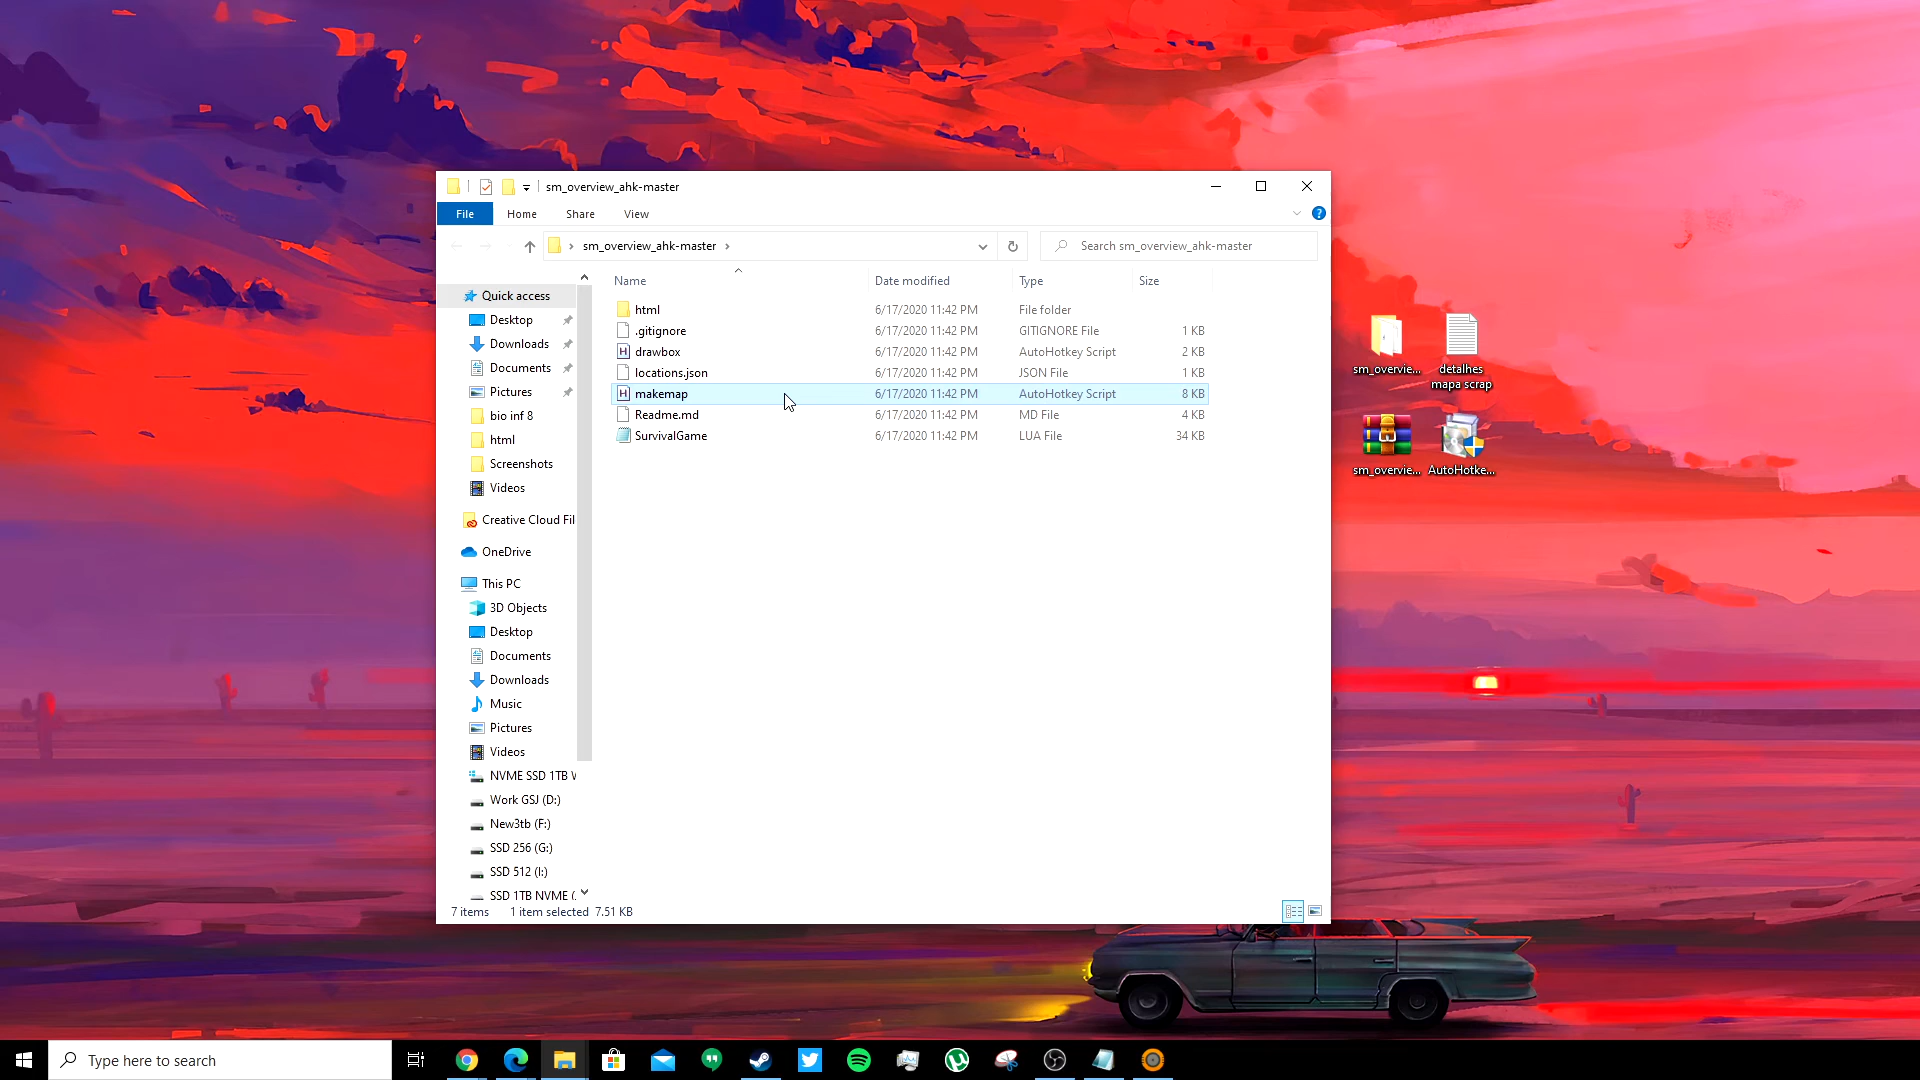 sm_overview_ahk-master
File Home Share View
sm_overview_ahk-master
Search sm_overview_ahk-master
Name Date modified Type Size
html 6/17/2020 11:42 PM File folder
.gitignore 6/17/2020 11:42 PM GITIGNORE File 1 KB
drawbox 6/17/2020 11:42 PM AutoHotkey Script 2 KB
locations.json 6/17/2020 11:42 PM JSON File 1 KB
makemap 6/17/2020 11:42 PM AutoHotkey Script 8 KB
Readme.md 6/17/2020 11:42 PM MD File 4 KB
SurvivalGame 6/17/2020 11:42 PM LUA File 34 KB
Quick access
Desktop
Downloads
Documents
Pictures
bio inf 8
html
Screenshots
Videos
Creative Cloud Fil
OneDrive
This PC
3D Objects
Desktop
Documents
Downloads
Music
Pictures
Videos
NVME SSD 1TB
Work GSJ (D:)
New3tb (F:)
SSD 256 (G:)
SSD 512 (I:)
SSD 1TB NVME (
7 items 1 item selected 7.51 KB
sm_overvie...
detalhes
mapa scrap
sm_overvie...
AutoHotke...
Type here to search